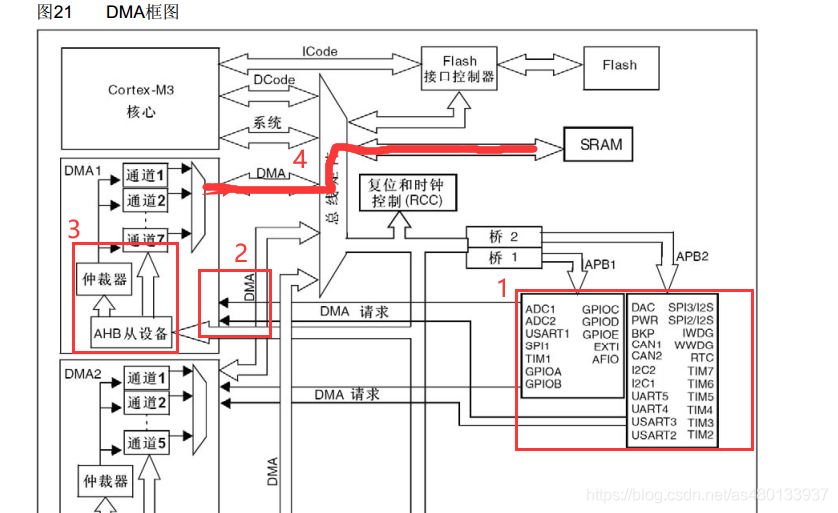 图21 DMA框图
ICode
Cortex-M3
核心
DCode
系统
Flash
接口控制器
Flash
4
SRAM
DMA1
通道1
通道2
通道7
DMA
总线
复位和时钟
控制(RCC)
3
仲裁器
AHB从设备
2
DMA
DMA 请求
桥 2
桥 1
APB1
APB2
1
ADC1 GPIOC
ADC2 GPIOD
USART1 GPIOE
SPI1 EXTI
TIM1 AFIO
GPIOA
GPIOB
DAC SPI3/I2S
PWR SPI2/I2S
BKP IWDG
CAN1 WWDG
CAN2 RTC
I2C2 TIM7
I2C1 TIM6
UART5 TIM5
UART4 TIM4
USART3 TIM3
USART2 TIM2
DMA2
通道1
通道2
通道5
仲裁器
DMA 请求
DMA
https://blog.csdn.net/as480133937